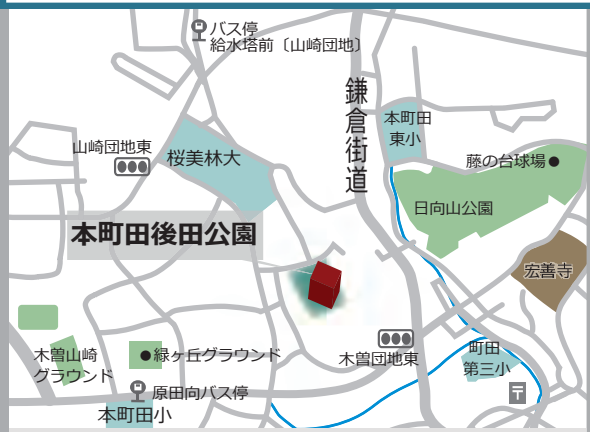 バス停
給水塔前〔山崎団地〕
鎌倉街道
本町田
東小
山崎団地東
桜美林大
藤の台球場●
日向山公園
本町田後田公園
宏善寺
木曽山崎
グラウンド
●緑ヶ丘グラウンド
木曽団地東
町田
第三小
原田向バス停
本町田小
〒